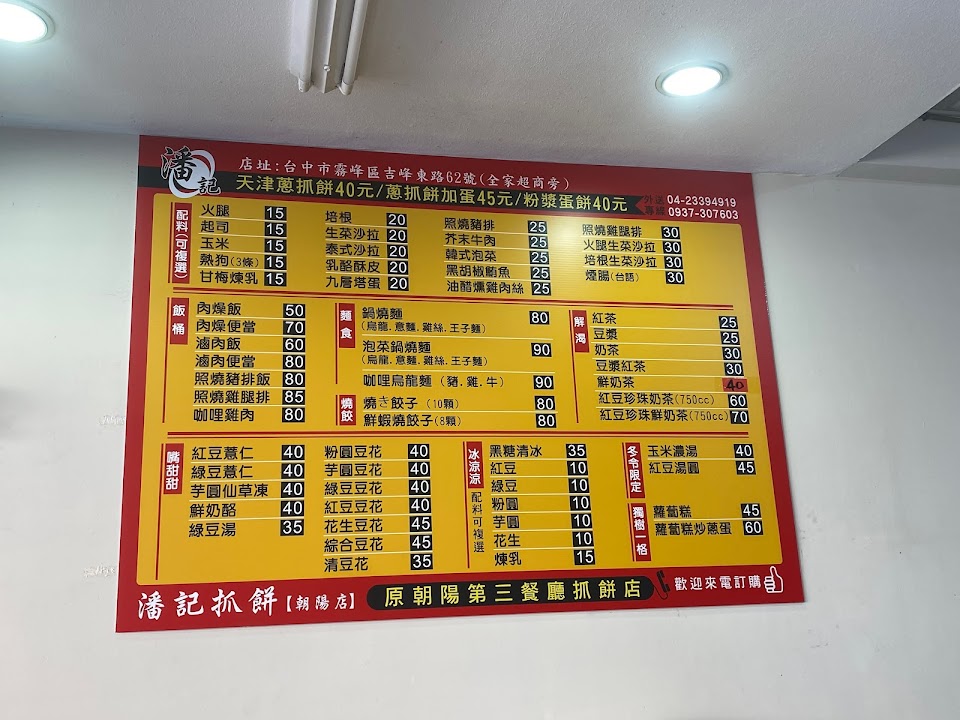 潘記
店址:台中市霧峰區吉峰東路62號(全家超商旁)
天津蔥抓餅40元/蔥抓餅加蛋45元/粉漿蛋餅40元
外送專線 04-23394919
0937-307603
配料(可複選)
火腿 15
起司 15
玉米 15
熱狗(3條) 15
甘梅煉乳 15
培根 20
生菜沙拉 20
泰式沙拉 20
乳酪酥皮 20
九層塔蛋 20
照燒豬排 25
芥末牛肉 25
韓式泡菜 25
黑胡椒鮪魚 25
油醋燻雞肉絲 25
照燒雞腿排 30
火腿生菜沙拉 30
培根生菜沙拉 30
煙腸(台語) 30
飯桶
肉燥飯 50
肉燥便當 70
滷肉飯 60
滷肉便當 80
照燒豬排飯 80
照燒雞腿排 85
咖哩雞肉 80
麵食
鍋燒麵 80
(烏龍.意麵.雞絲.王子麵)
泡菜鍋燒麵 90
(烏龍.意麵.雞絲.王子麵)
咖哩烏龍麵(豬.雞.牛) 90
燒餃
燒き餃子(10顆) 80
鮮蝦燒餃子(8顆) 80
解渴
紅茶 25
豆漿 25
奶茶 30
豆漿紅茶 30
鮮奶茶 40
紅豆珍珠奶茶(750cc) 60
紅豆珍珠鮮奶茶(750cc) 70
嘴甜甜
紅豆薏仁 40
綠豆薏仁 40
芋圓仙草凍 40
鮮奶酪 40
綠豆湯 35
粉圓豆花 40
芋圓豆花 40
綠豆豆花 40
紅豆豆花 40
花生豆花 45
綜合豆花 45
清豆花 35
冰涼涼
配料可複選
黑糖清冰 35
紅豆 10
綠豆 10
粉圓 10
芋圓 10
花生 10
煉乳 15
冬令限定
玉米濃湯 40
紅豆湯圓 45
獨樹一格
蘿蔔糕 45
蘿蔔糕炒蔥蛋 60
潘記抓餅【朝陽店】 原朝陽第三餐廳抓餅店 歡迎來電訂購